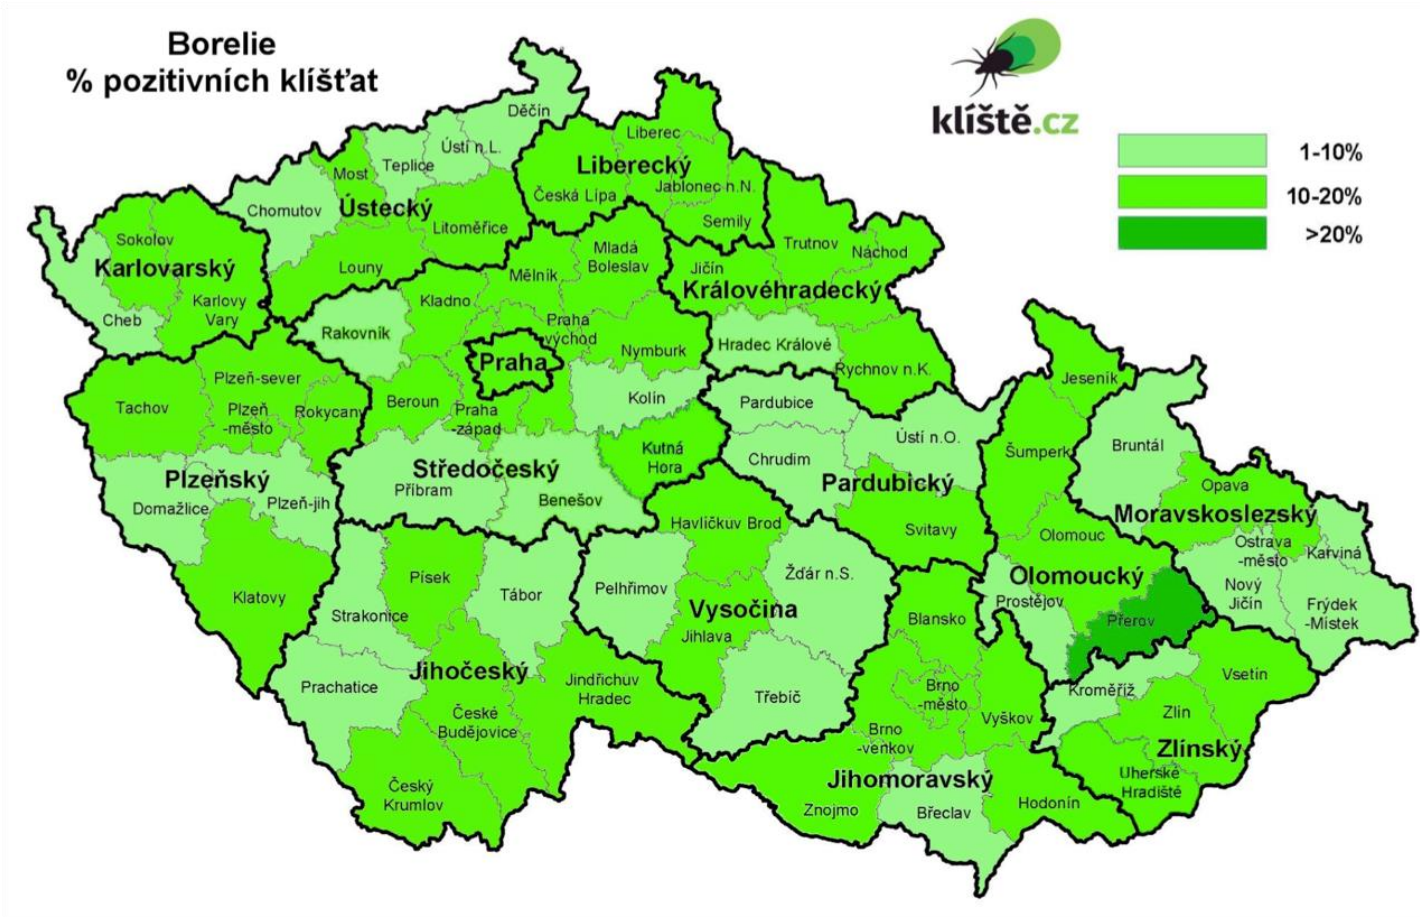 Borelie
% pozitivních klíšťat
klíště.cz
1-10%
10-20%
>20%
Děčín
Ústí n.L.
Teplice
Most
Chomutov
Ústecký
Litoměřice
Louny
Liberec
Liberecký
Česká Lípa
Jablonec n.N.
Semily
Sokolov
Karlovarský
Karlovy
Vary
Cheb
Trutnov
Náchod
Jičín
Královéhradecký
Hradec Králové
Rychnov n.K.
Mladá
Boleslav
Mělník
Kladno
Rakovník
Praha
východ
Nymburk
Praha
Kolín
Beroun
Praha
-západ
Kutná
Hora
Středočeský
Příbram
Benešov
Plzeň-sever
Tachov
Plzeň
-město
Rokycany
Plzeňský
Domažlice
Plzeň-jih
Klatovy
Pardubice
Ústí n.O.
Chrudim
Pardubický
Svitavy
Jeseník
Šumperk
Olomouc
Olomoucký
Prostějov
Přerov
Bruntál
Opava
Moravskoslezský
Ostrava
-město
Karviná
Nový
Jičín
Frýdek
-Místek
Havlíčkuv Brod
Pelhřimov
Žďár n.S.
Vysočina
Jihlava
Třebíč
Písek
Tábor
Strakonice
Jihočeský
Prachatice
Jindřichuv
Hradec
České
Budějovice
Český
Krumlov
Blansko
Brno
-město
Vyškov
Brno
-venkov
Jihomoravský
Znojmo
Břeclav
Hodonín
Kroměříž
Vsetín
Zlín
Zlínský
Uherské
Hradiště